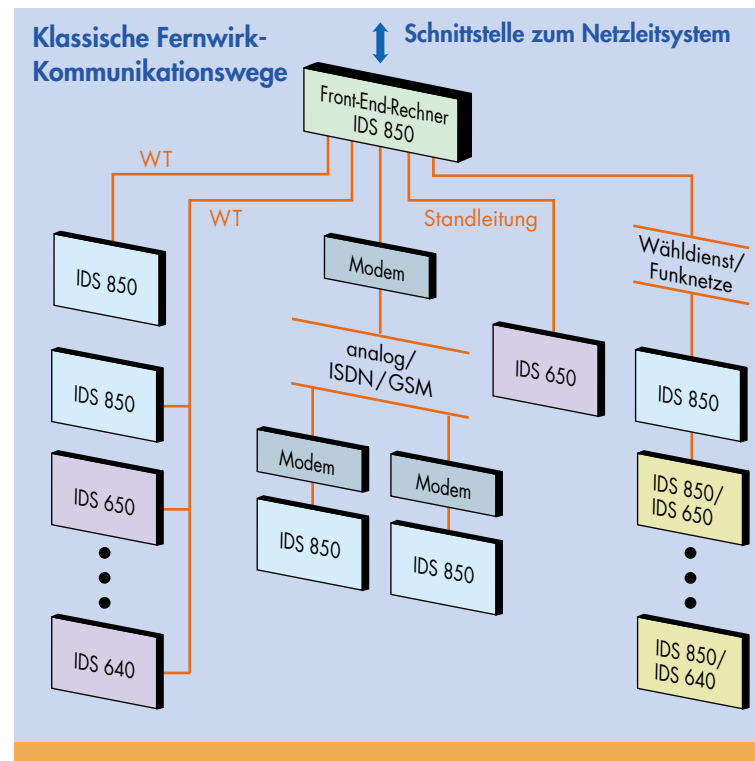 Klassische Fernwirk-
Kommunikationswege
Schnittstelle zum Netzleitsystem
Front-End-Rechner
IDS 850
WT
WT
Standleitung
Wähldienst/
Funknetze
IDS 850
Modem
analog/
ISDN/GSM
IDS 650
IDS 850
IDS 850
Modem
Modem
IDS 650
IDS 850/
IDS 650
IDS 850
IDS 850
IDS 640
IDS 850/
IDS 640